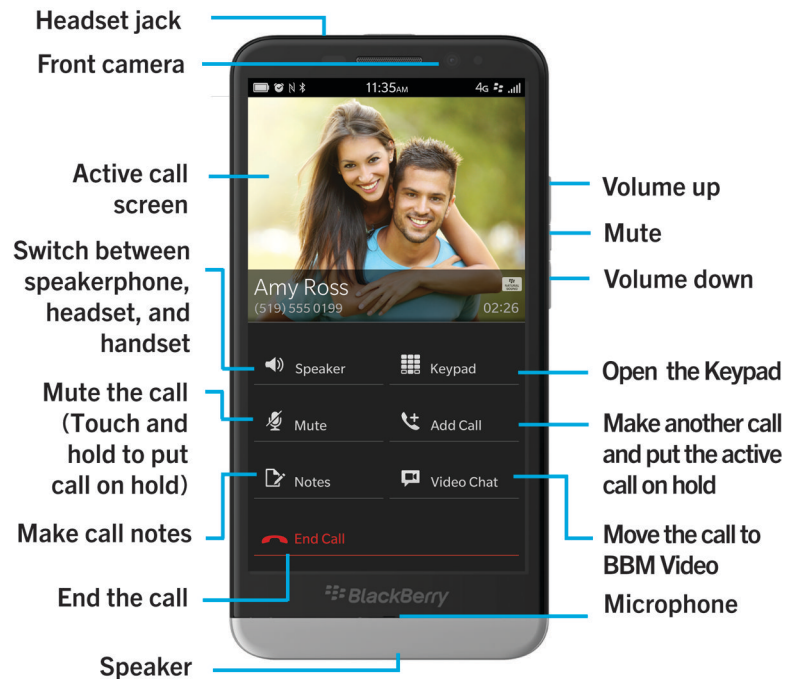 Headset jack
Front camera
Active call
screen
Switch between
speakerphone,
headset, and
handset
Mute the call
(Touch and
hold to put
call on hold)
Make call notes
End the call
Speaker
11:35AM
4G
Amy Ross
(519) 555 0199
02:26
Speaker
Keypad
Mute
Add Call
Notes
Video Chat
End Call
BlackBerry
Volume up
Mute
Volume down
Open the Keypad
Make another call
and put the active
call on hold
Move the call to
BBM Video
Microphone